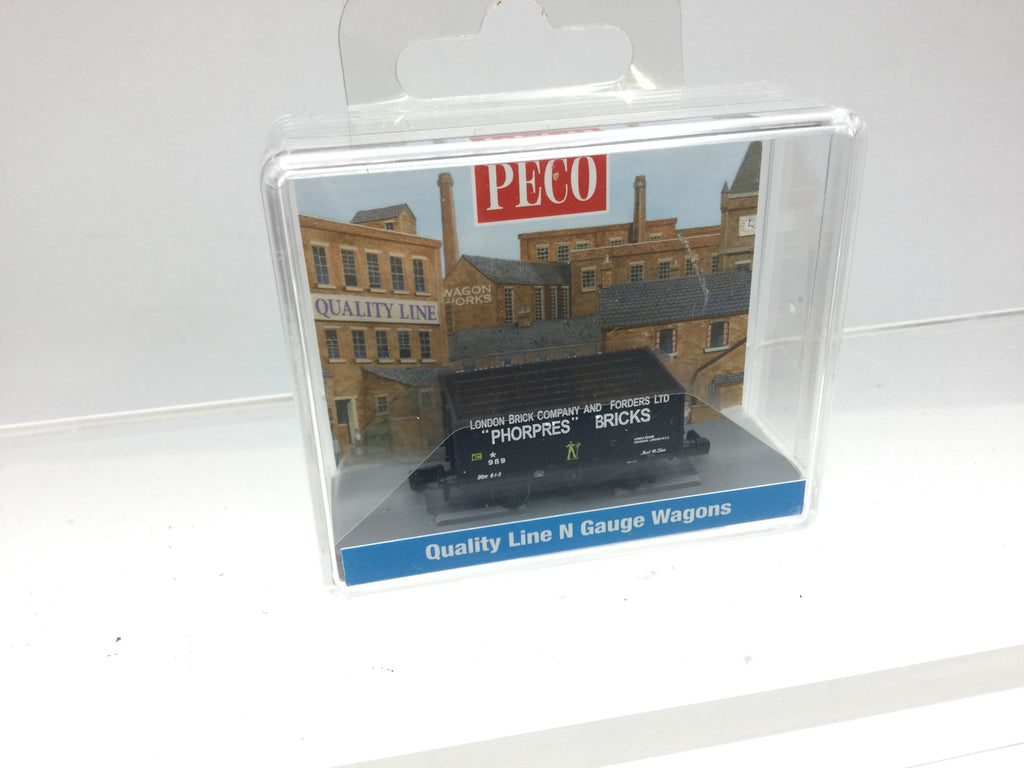 PECO
QUALITY LINE
WAGON
WORKS
LONDON BRICK COMPANY AND FORDERS LTD
"PHORPRES" BRICKS
989
Quality Line N Gauge Wagons